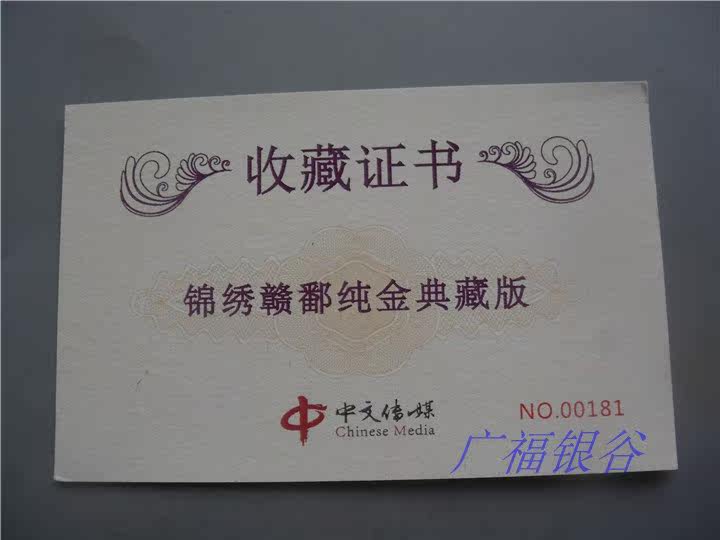 收藏证书
锦绣赣鄱纯金典藏版
中文传媒
Chinese Media
NO.00181
广福银谷